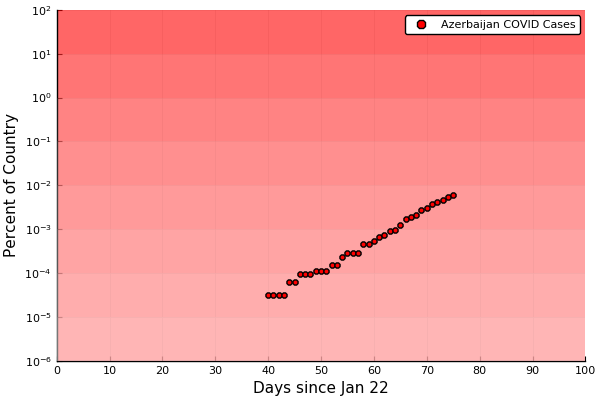 Azerbaijan COVID Cases
Percent of Country
10²
10¹
10⁰
10⁻¹
10⁻²
10⁻³
10⁻⁴
10⁻⁵
10⁻⁶
0 10 20 30 40 50 60 70 80 90 100
Days since Jan 22